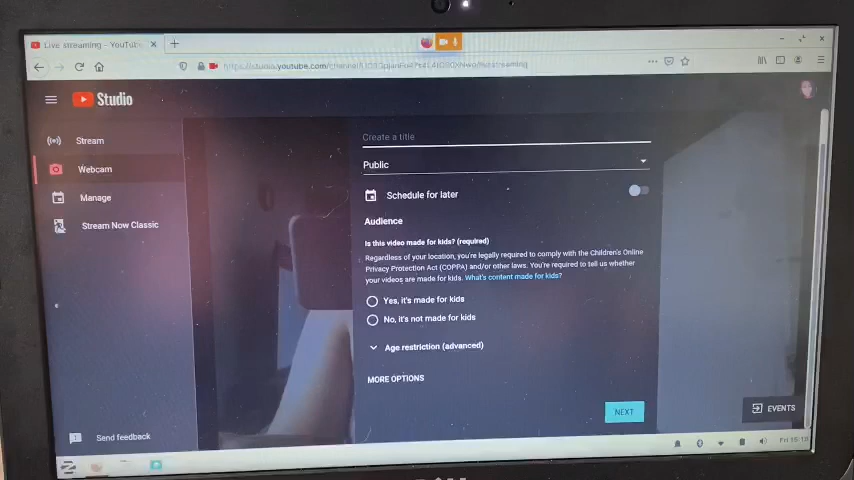 Live streaming - YouTube
Studio
Stream
Webcam
Manage
Stream Now Classic
Send feedback
Create a title
Public
Schedule for later
Audience
Is this video made for kids? (required)
Regardless of your location, you're legally required to comply with the Children's Online
Privacy Protection Act (COPPA) and/or other laws. You're required to tell us whether
your videos are made for kids. What's content made for kids?
Yes, it's made for kids
No, it's not made for kids
Age restriction (advanced)
MORE OPTIONS
NEXT
EVENTS